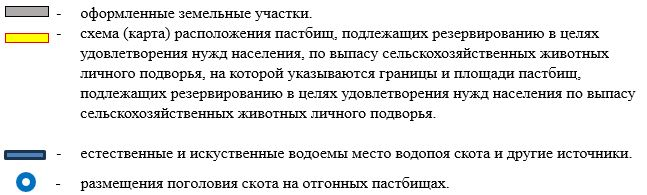 - оформленные земельные участки.
- схема (карта) расположения пастбищ, подлежащих резервированию в целях
удовлетворения нужд населения, по выпасу сельскохозяйственных животных
личного подворья, на которой указываются границы и площади пастбищ,
подлежащих резервированию в целях удовлетворения нужд населения по выпасу
сельскохозяйственных животных личного подворья.
- естественные и искуственные водоемы место водопоя скота и другие источники.
- размещения поголовия скота на отгонных пастбищах.